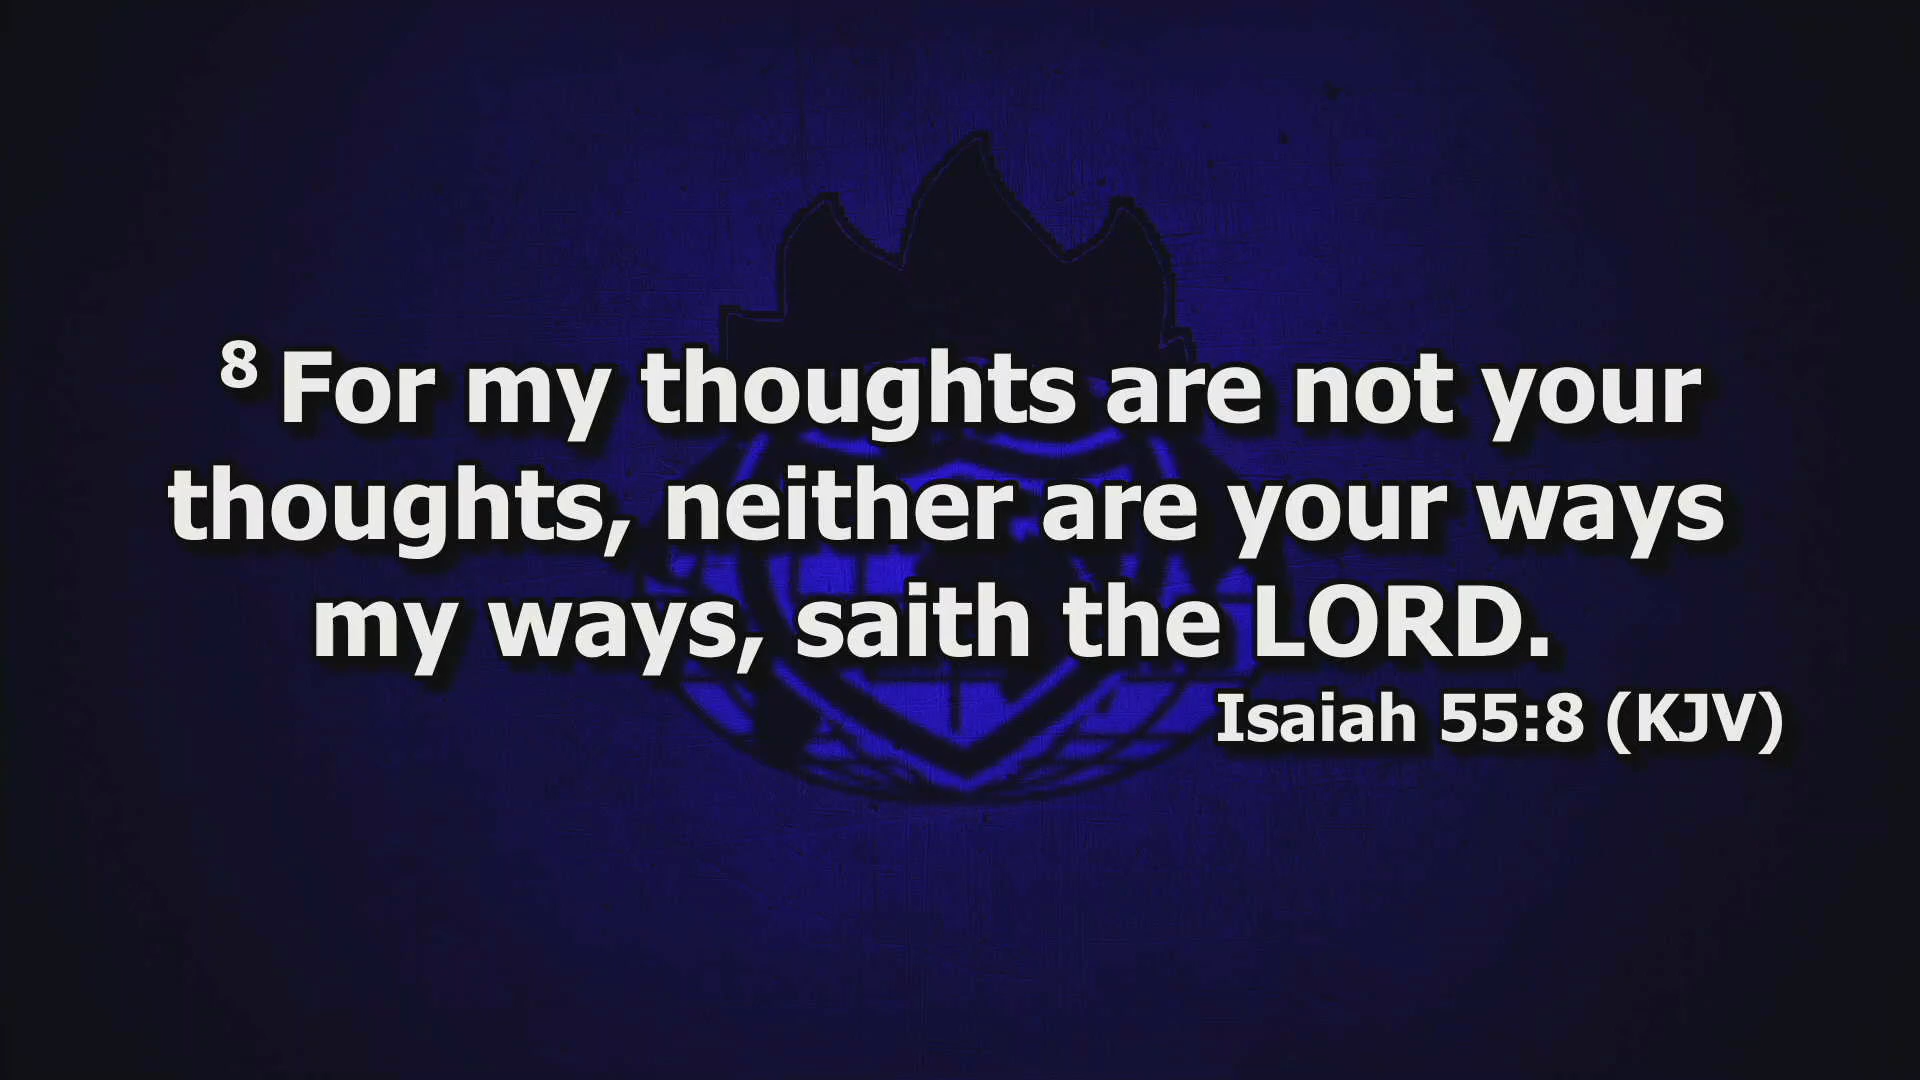 8 For my thoughts are not your
thoughts, neither are your ways
my ways, saith the LORD.
Isaiah 55:8 (KJV)